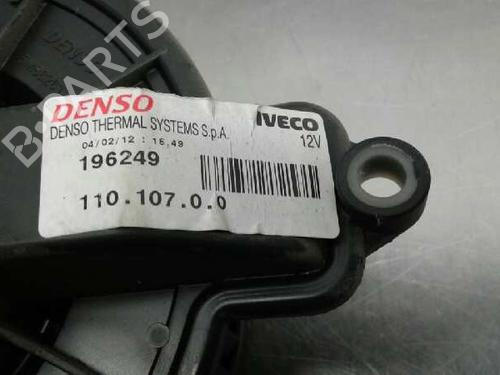 DENSO
DENSO THERMAL SYSTEMS S.p.A.
IVECO
12V
04/02/12 : 16,49
196249
110.107.0.0
B-Parts